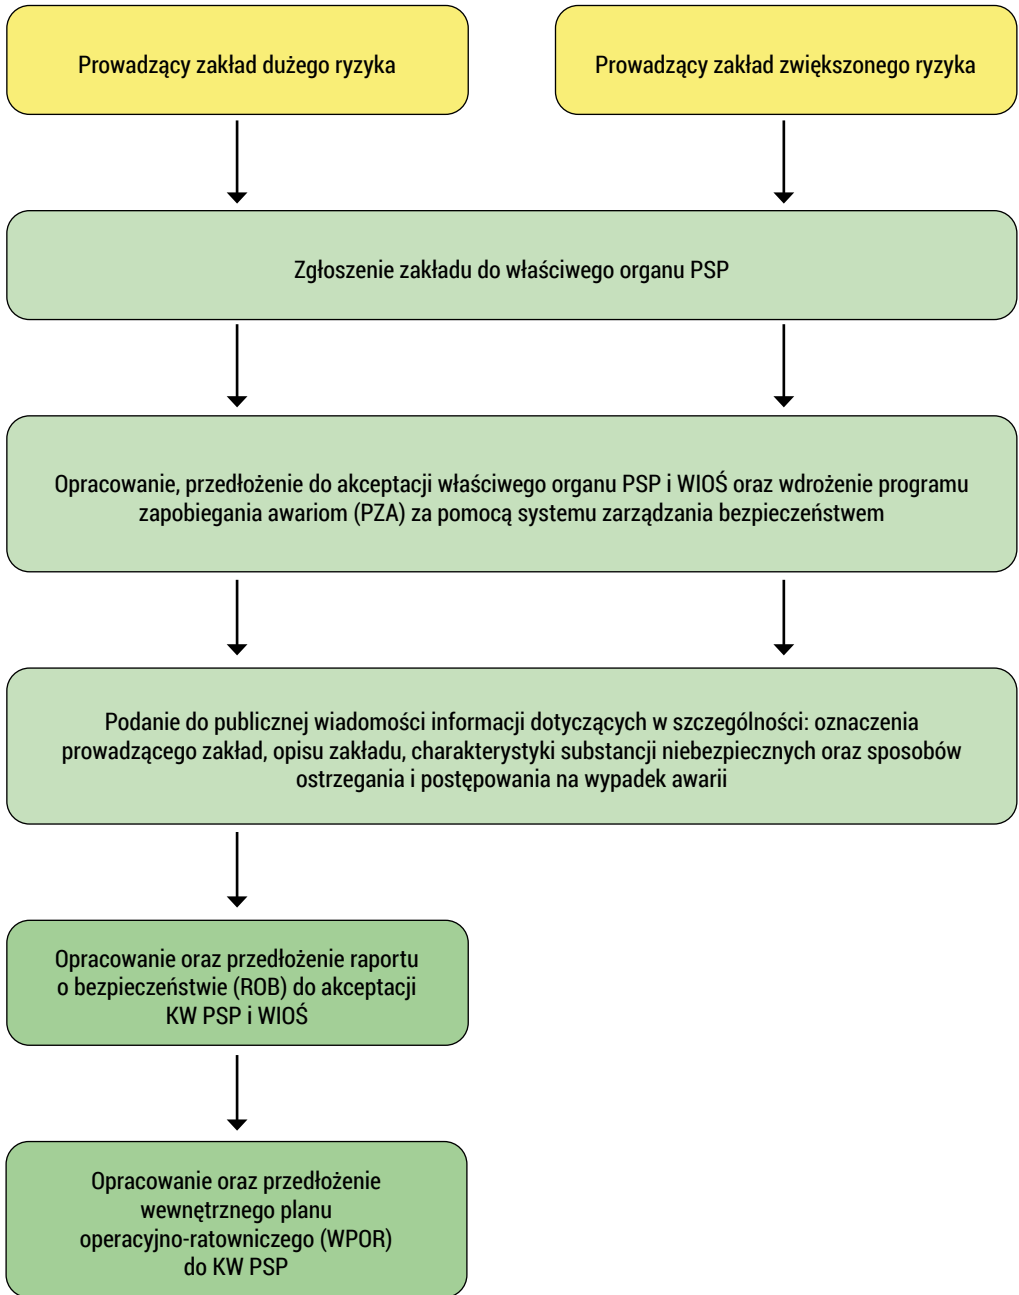 Prowadzący zakład dużego ryzyka
Prowadzący zakład zwiększonego ryzyka
Zgłoszenie zakładu do właściwego organu PSP
Opracowanie, przedłożenie do akceptacji właściwego organu PSP i WIOŚ oraz wdrożenie programu
zapobiegania awariom (PZA) za pomocą systemu zarządzania bezpieczeństwem
Podanie do publicznej wiadomości informacji dotyczących w szczególności: oznaczenia
prowadzącego zakład, opisu zakładu, charakterystyki substancji niebezpiecznych oraz sposobów
ostrzegania i postępowania na wypadek awarii
Opracowanie oraz przedłożenie raportu
o bezpieczeństwie (ROB) do akceptacji
KW PSP i WIOŚ
Opracowanie oraz przedłożenie
wewnętrznego planu
operacyjno-ratowniczego (WPOR)
do KW PSP